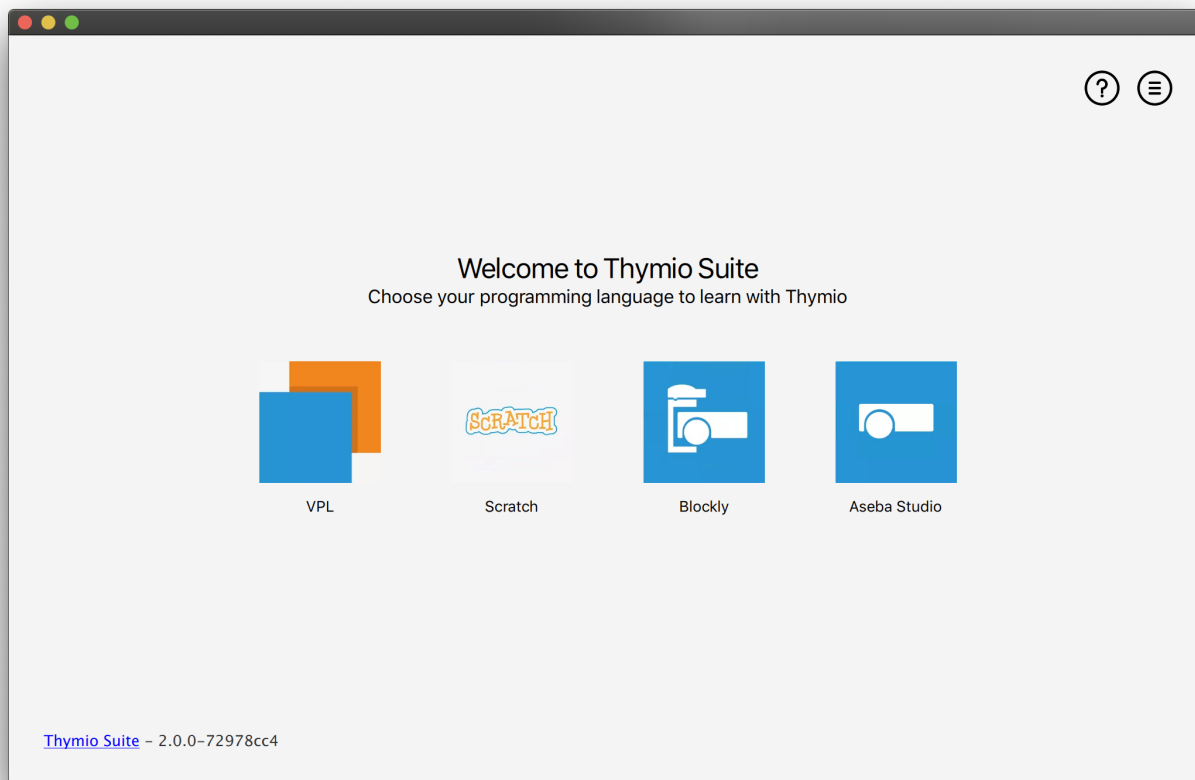 ?
Welcome to Thymio Suite
Choose your programming language to learn with Thymio
SCRATCH
VPL
Scratch
Blockly
Aseba Studio
Thymio Suite – 2.0.0-72978cc4